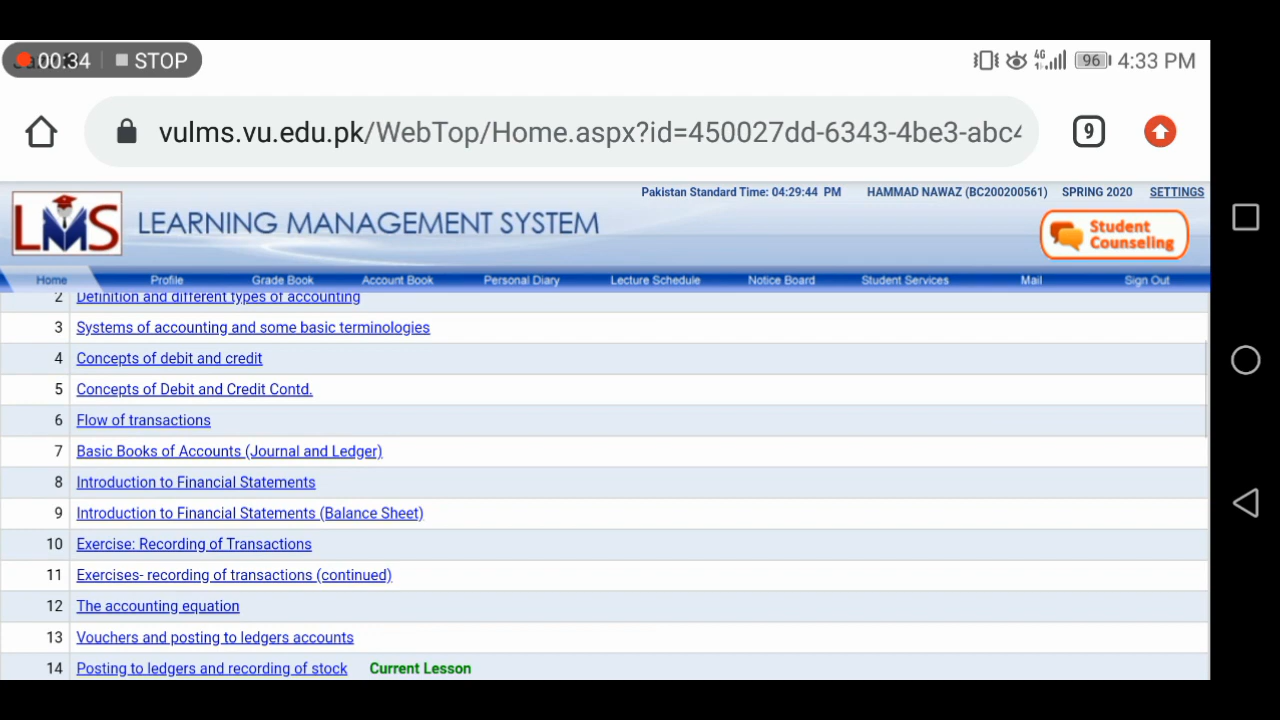 00:34 STOP 4G 96 4:33 PM
vulms.vu.edu.pk/WebTop/Home.aspx?id=450027dd-6343-4be3-abc4 9
Pakistan Standard Time: 04:29:44 PM HAMMAD NAWAZ (BC200200561) SPRING 2020 SETTINGS
LMS LEARNING MANAGEMENT SYSTEM
Student
Counseling
Home Profile Grade Book Account Book Personal Diary Lecture Schedule Notice Board Student Services Mail Sign Out
2 Definition and different types of accounting
3 Systems of accounting and some basic terminologies
4 Concepts of debit and credit
5 Concepts of Debit and Credit Contd.
6 Flow of transactions
7 Basic Books of Accounts (Journal and Ledger)
8 Introduction to Financial Statements
9 Introduction to Financial Statements (Balance Sheet)
10 Exercise: Recording of Transactions
11 Exercises- recording of transactions (continued)
12 The accounting equation
13 Vouchers and posting to ledgers accounts
14 Posting to ledgers and recording of stock Current Lesson